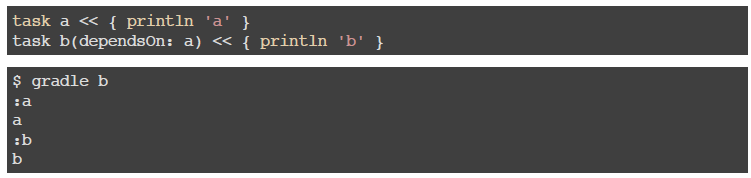 task a << { println 'a' }
task b(dependsOn: a) << { println 'b' }
$ gradle b
:a
a
:b
b